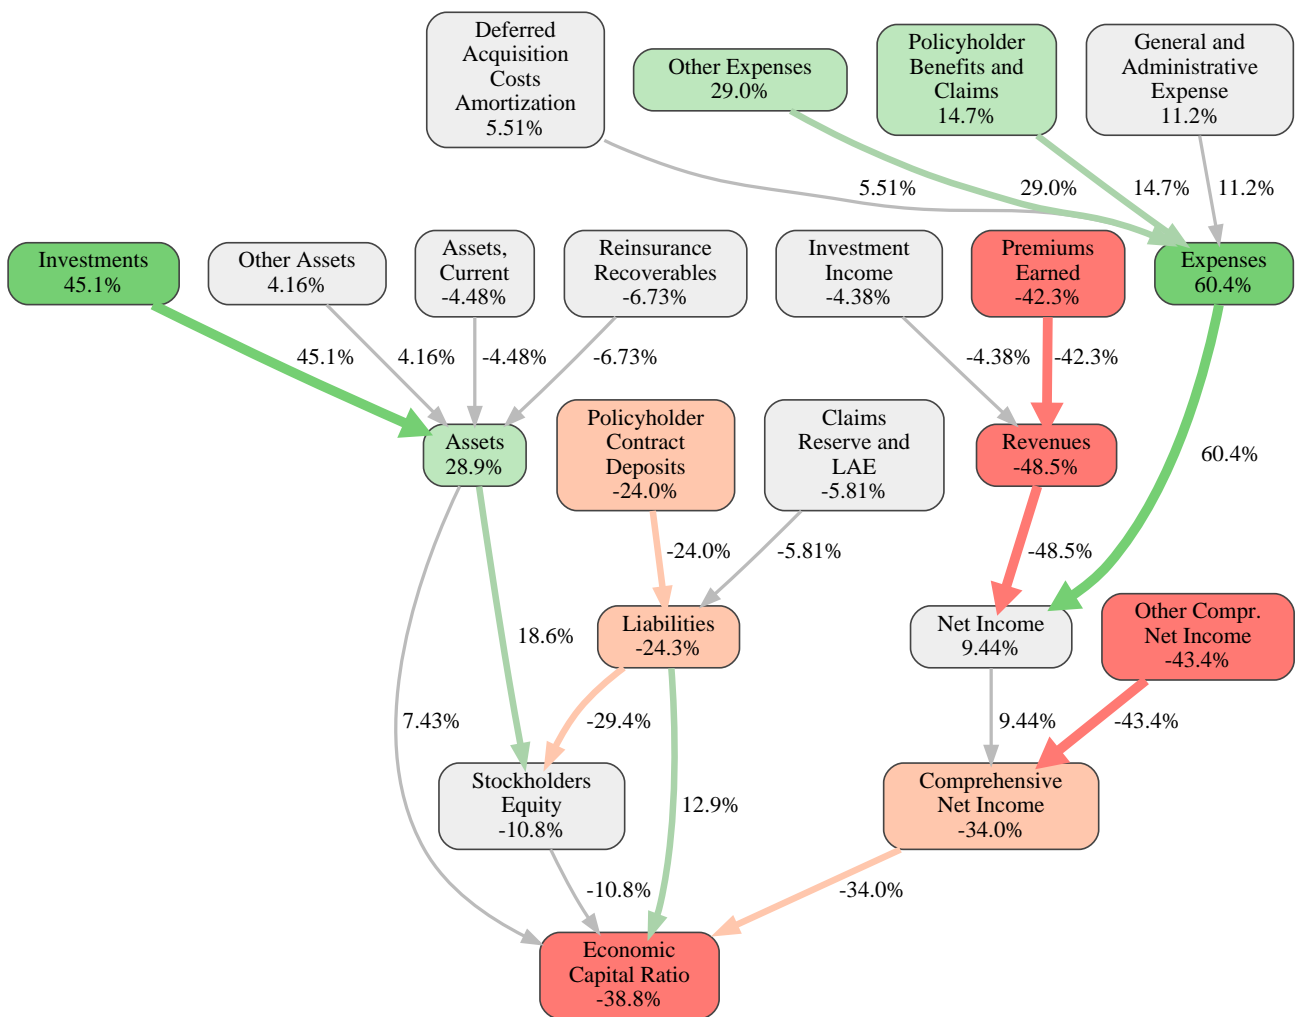 Deferred
Acquisition
Costs
Amortization
5.51%
Other Expenses
29.0%
Policyholder
Benefits and
Claims
14.7%
General and
Administrative
Expense
11.2%
5.51%
29.0%
14.7%
11.2%
Investments
45.1%
Other Assets
4.16%
Assets,
Current
-4.48%
Reinsurance
Recoverables
-6.73%
Investment
Income
-4.38%
Premiums
Earned
-42.3%
Expenses
60.4%
45.1%
4.16%
-4.48%
-6.73%
-4.38%
-42.3%
60.4%
Assets
28.9%
Policyholder
Contract
Deposits
-24.0%
Claims
Reserve and
LAE
-5.81%
Revenues
-48.5%
-24.0%
-5.81%
-48.5%
18.6%
Liabilities
-24.3%
Net Income
9.44%
Other Compr.
Net Income
-43.4%
7.43%
-29.4%
12.9%
9.44%
-43.4%
Stockholders
Equity
-10.8%
Comprehensive
Net Income
-34.0%
-10.8%
-34.0%
Economic
Capital Ratio
-38.8%